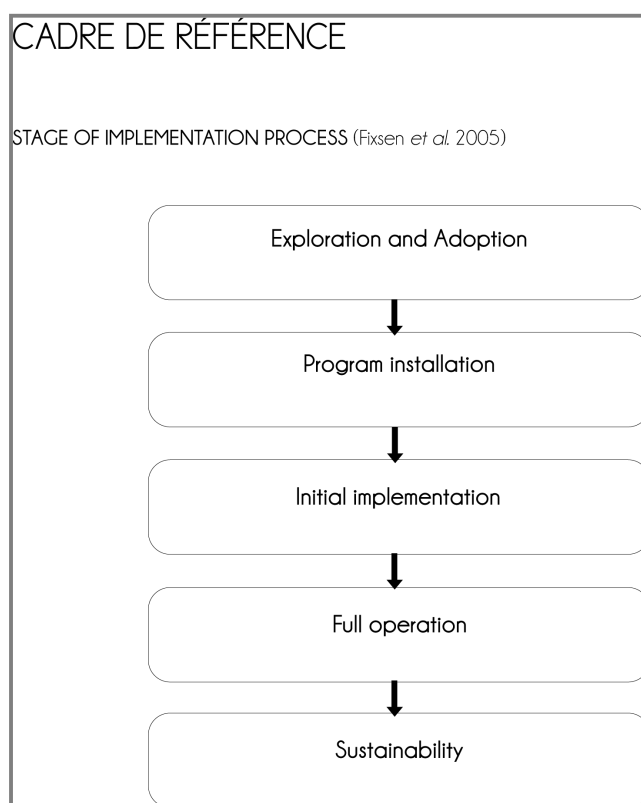 CADRE DE RÉFÉRENCE
STAGE OF IMPLEMENTATION PROCESS (Fixsen et al. 2005)
Exploration and Adoption
Program installation
Initial implementation
Full operation
Sustainability